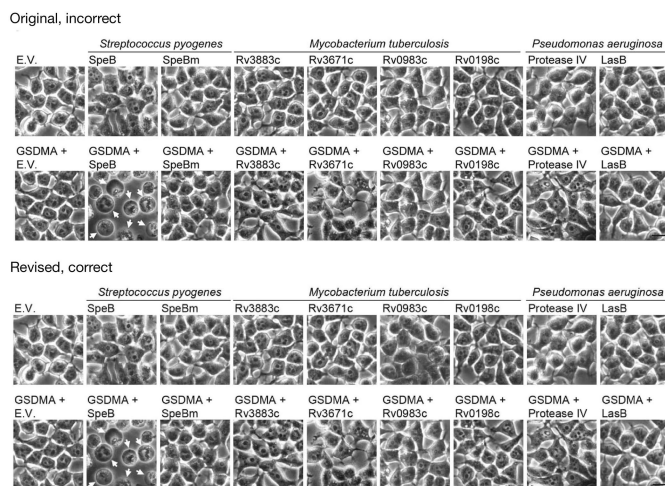 Original, incorrect
Streptococcus pyogenes Mycobacterium tuberculosis Pseudomonas aeruginosa
E.V. SpeB SpeBm Rv3883c Rv3671c Rv0983c Rv0198c Protease IV LasB
GSDMA + GSDMA + GSDMA + GSDMA + GSDMA + GSDMA + GSDMA + GSDMA + GSDMA +
E.V. SpeB SpeBm Rv3883c Rv3671c Rv0983c Rv0198c Protease IV LasB
Revised, correct
Streptococcus pyogenes Mycobacterium tuberculosis Pseudomonas aeruginosa
E.V. SpeB SpeBm Rv3883c Rv3671c Rv0983c Rv0198c Protease IV LasB
GSDMA + GSDMA + GSDMA + GSDMA + GSDMA + GSDMA + GSDMA + GSDMA + GSDMA +
E.V. SpeB SpeBm Rv3883c Rv3671c Rv0983c Rv0198c Protease IV LasB